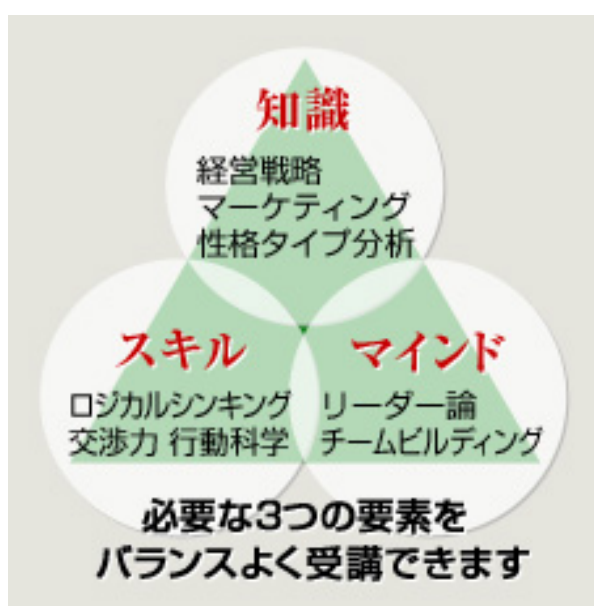 知識
経営戦略
マーケティング
性格タイプ分析
スキル
ロジカルシンキング
交渉力 行動科学
マインド
リーダー論
チームビルディング
必要な3つの要素を
バランスよく受講できます